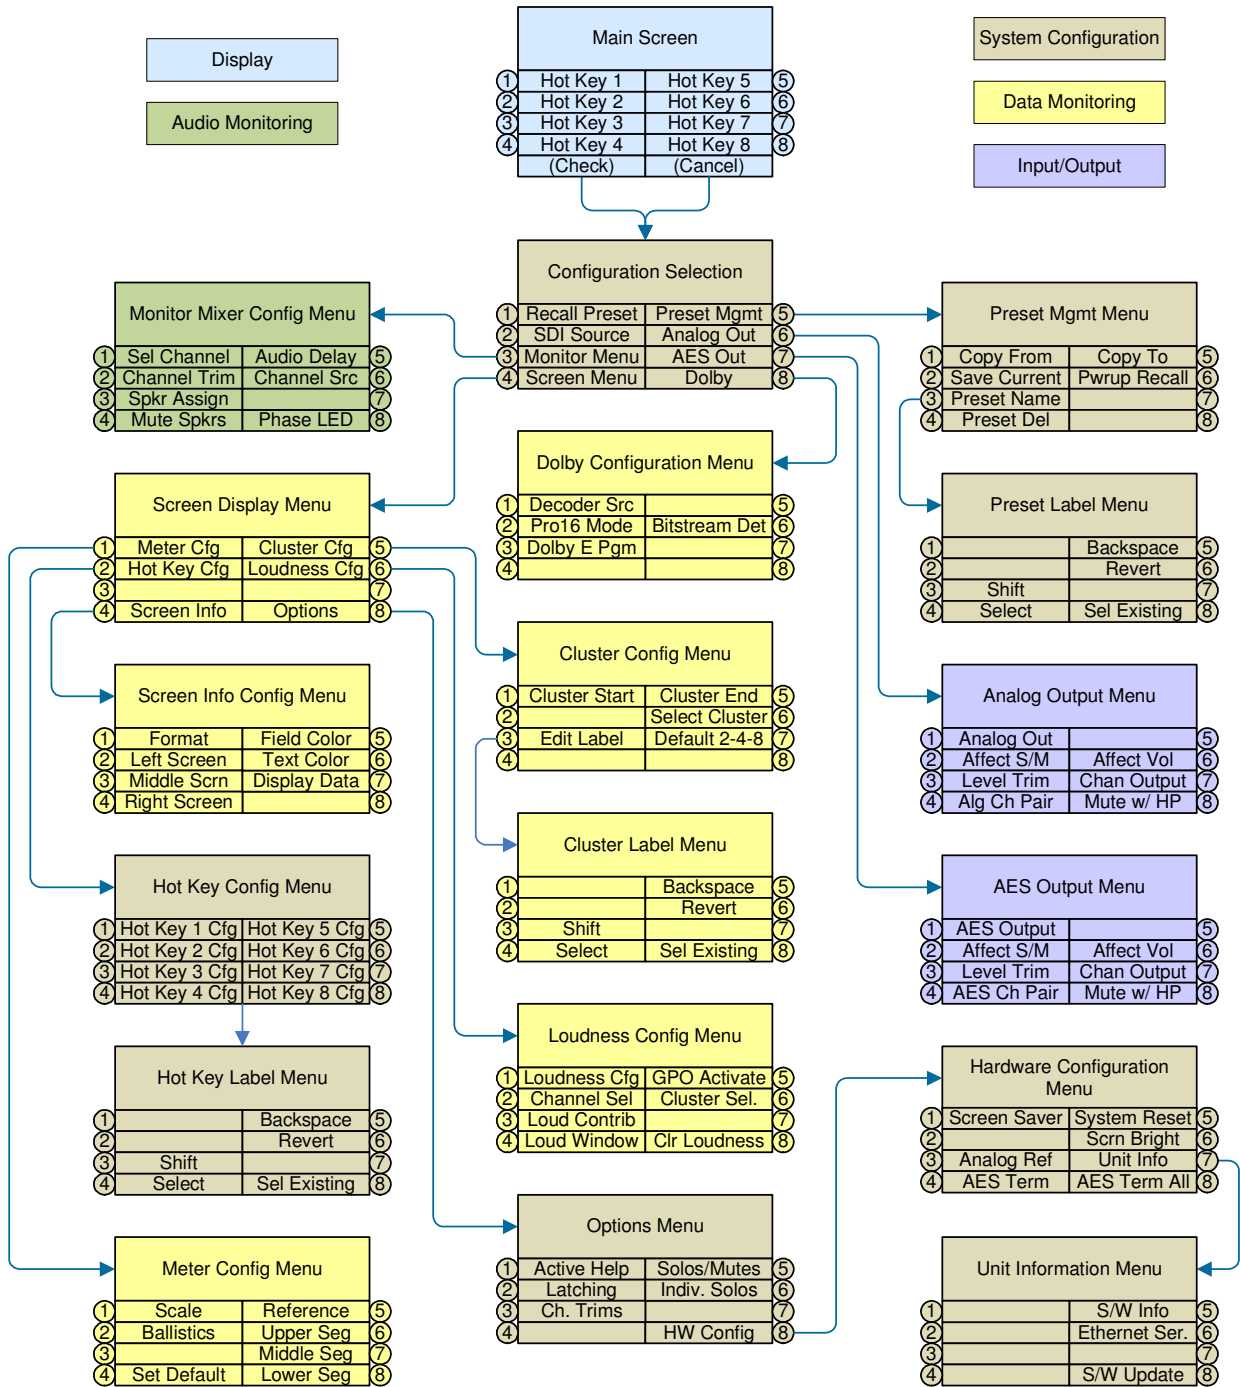 Display
Audio Monitoring
System Configuration
Data Monitoring
Input/Output
Main Screen
1 Hot Key 1 Hot Key 5 5
2 Hot Key 2 Hot Key 6 6
3 Hot Key 3 Hot Key 7 7
4 Hot Key 4 Hot Key 8 8
(Check) (Cancel)
Configuration Selection
1 Recall Preset Preset Mgmt 5
2 SDI Source Analog Out 6
3 Monitor Menu AES Out 7
4 Screen Menu Dolby 8
Monitor Mixer Config Menu
1 Sel Channel Audio Delay 5
2 Channel Trim Channel Src 6
3 Spkr Assign 7
4 Mute Spkrs Phase LED 8
Preset Mgmt Menu
1 Copy From Copy To 5
2 Save Current Pwrup Recall 6
3 Preset Name 7
4 Preset Del 8
Dolby Configuration Menu
1 Decoder Src 5
2 Pro16 Mode Bitstream Det 6
3 Dolby E Pgm 7
4 8
Screen Display Menu
1 Meter Cfg Cluster Cfg 5
2 Hot Key Cfg Loudness Cfg 6
3 7
4 Screen Info Options 8
Preset Label Menu
1 Backspace 5
2 Revert 6
3 Shift 7
4 Select Sel Existing 8
Cluster Config Menu
1 Cluster Start Cluster End 5
2 Select Cluster 6
3 Edit Label Default 2-4-8 7
4 8
Screen Info Config Menu
1 Format Field Color 5
2 Left Screen Text Color 6
3 Middle Scrn Display Data 7
4 Right Screen 8
Analog Output Menu
1 Analog Out 5
2 Affect S/M Affect Vol 6
3 Level Trim Chan Output 7
4 Alg Ch Pair Mute w/ HP 8
Cluster Label Menu
1 Backspace 5
2 Revert 6
3 Shift 7
4 Select Sel Existing 8
Hot Key Config Menu
1 Hot Key 1 Cfg Hot Key 5 Cfg 5
2 Hot Key 2 Cfg Hot Key 6 Cfg 6
3 Hot Key 3 Cfg Hot Key 7 Cfg 7
4 Hot Key 4 Cfg Hot Key 8 Cfg 8
AES Output Menu
1 AES Output 5
2 Affect S/M Affect Vol 6
3 Level Trim Chan Output 7
4 AES Ch Pair Mute w/ HP 8
Loudness Config Menu
1 Loudness Cfg GPO Activate 5
2 Channel Sel Cluster Sel. 6
3 Loud Contrib 7
4 Loud Window Clr Loudness 8
Hot Key Label Menu
1 Backspace 5
2 Revert 6
3 Shift 7
4 Select Sel Existing 8
Hardware Configuration
Menu
1 Screen Saver System Reset 5
2 Scrn Bright 6
3 Analog Ref Unit Info 7
4 AES Term AES Term All 8
Options Menu
1 Active Help Solos/Mutes 5
2 Latching Indiv. Solos 6
3 Ch. Trims 7
4 HW Config 8
Meter Config Menu
1 Scale Reference 5
2 Ballistics Upper Seg 6
3 Middle Seg 7
4 Set Default Lower Seg 8
Unit Information Menu
1 S/W Info 5
2 Ethernet Ser. 6
3 7
4 S/W Update 8